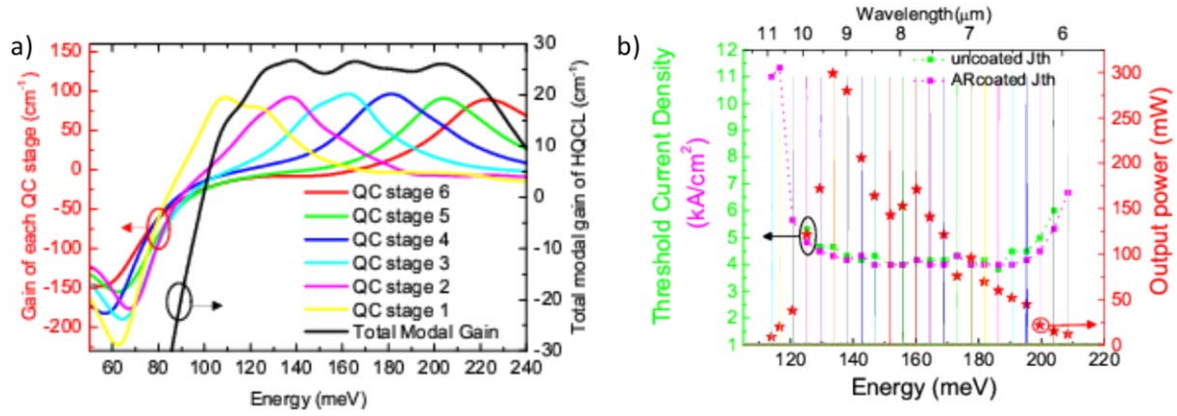 a)
Gain of each QC stage (cm⁻¹)
150
100
50
0
-50
-100
-150
-200
30
20
10
0
-10
-20
-30
Total modal gain of HQCL (cm⁻¹)
QC stage 6
QC stage 5
QC stage 4
QC stage 3
QC stage 2
QC stage 1
Total Modal Gain
60 80 100 120 140 160 180 200 220 240
Energy (meV)
b)
Wavelength(μm)
11 10 9 8 7 6
Threshold Current Density
(kA/cm²)
12
11
10
9
8
7
6
5
4
3
2
1
uncoated Jth
ARcoated Jth
300
250
200
150
100
50
0
Output power (mW)
120 140 160 180 200 220
Energy (meV)